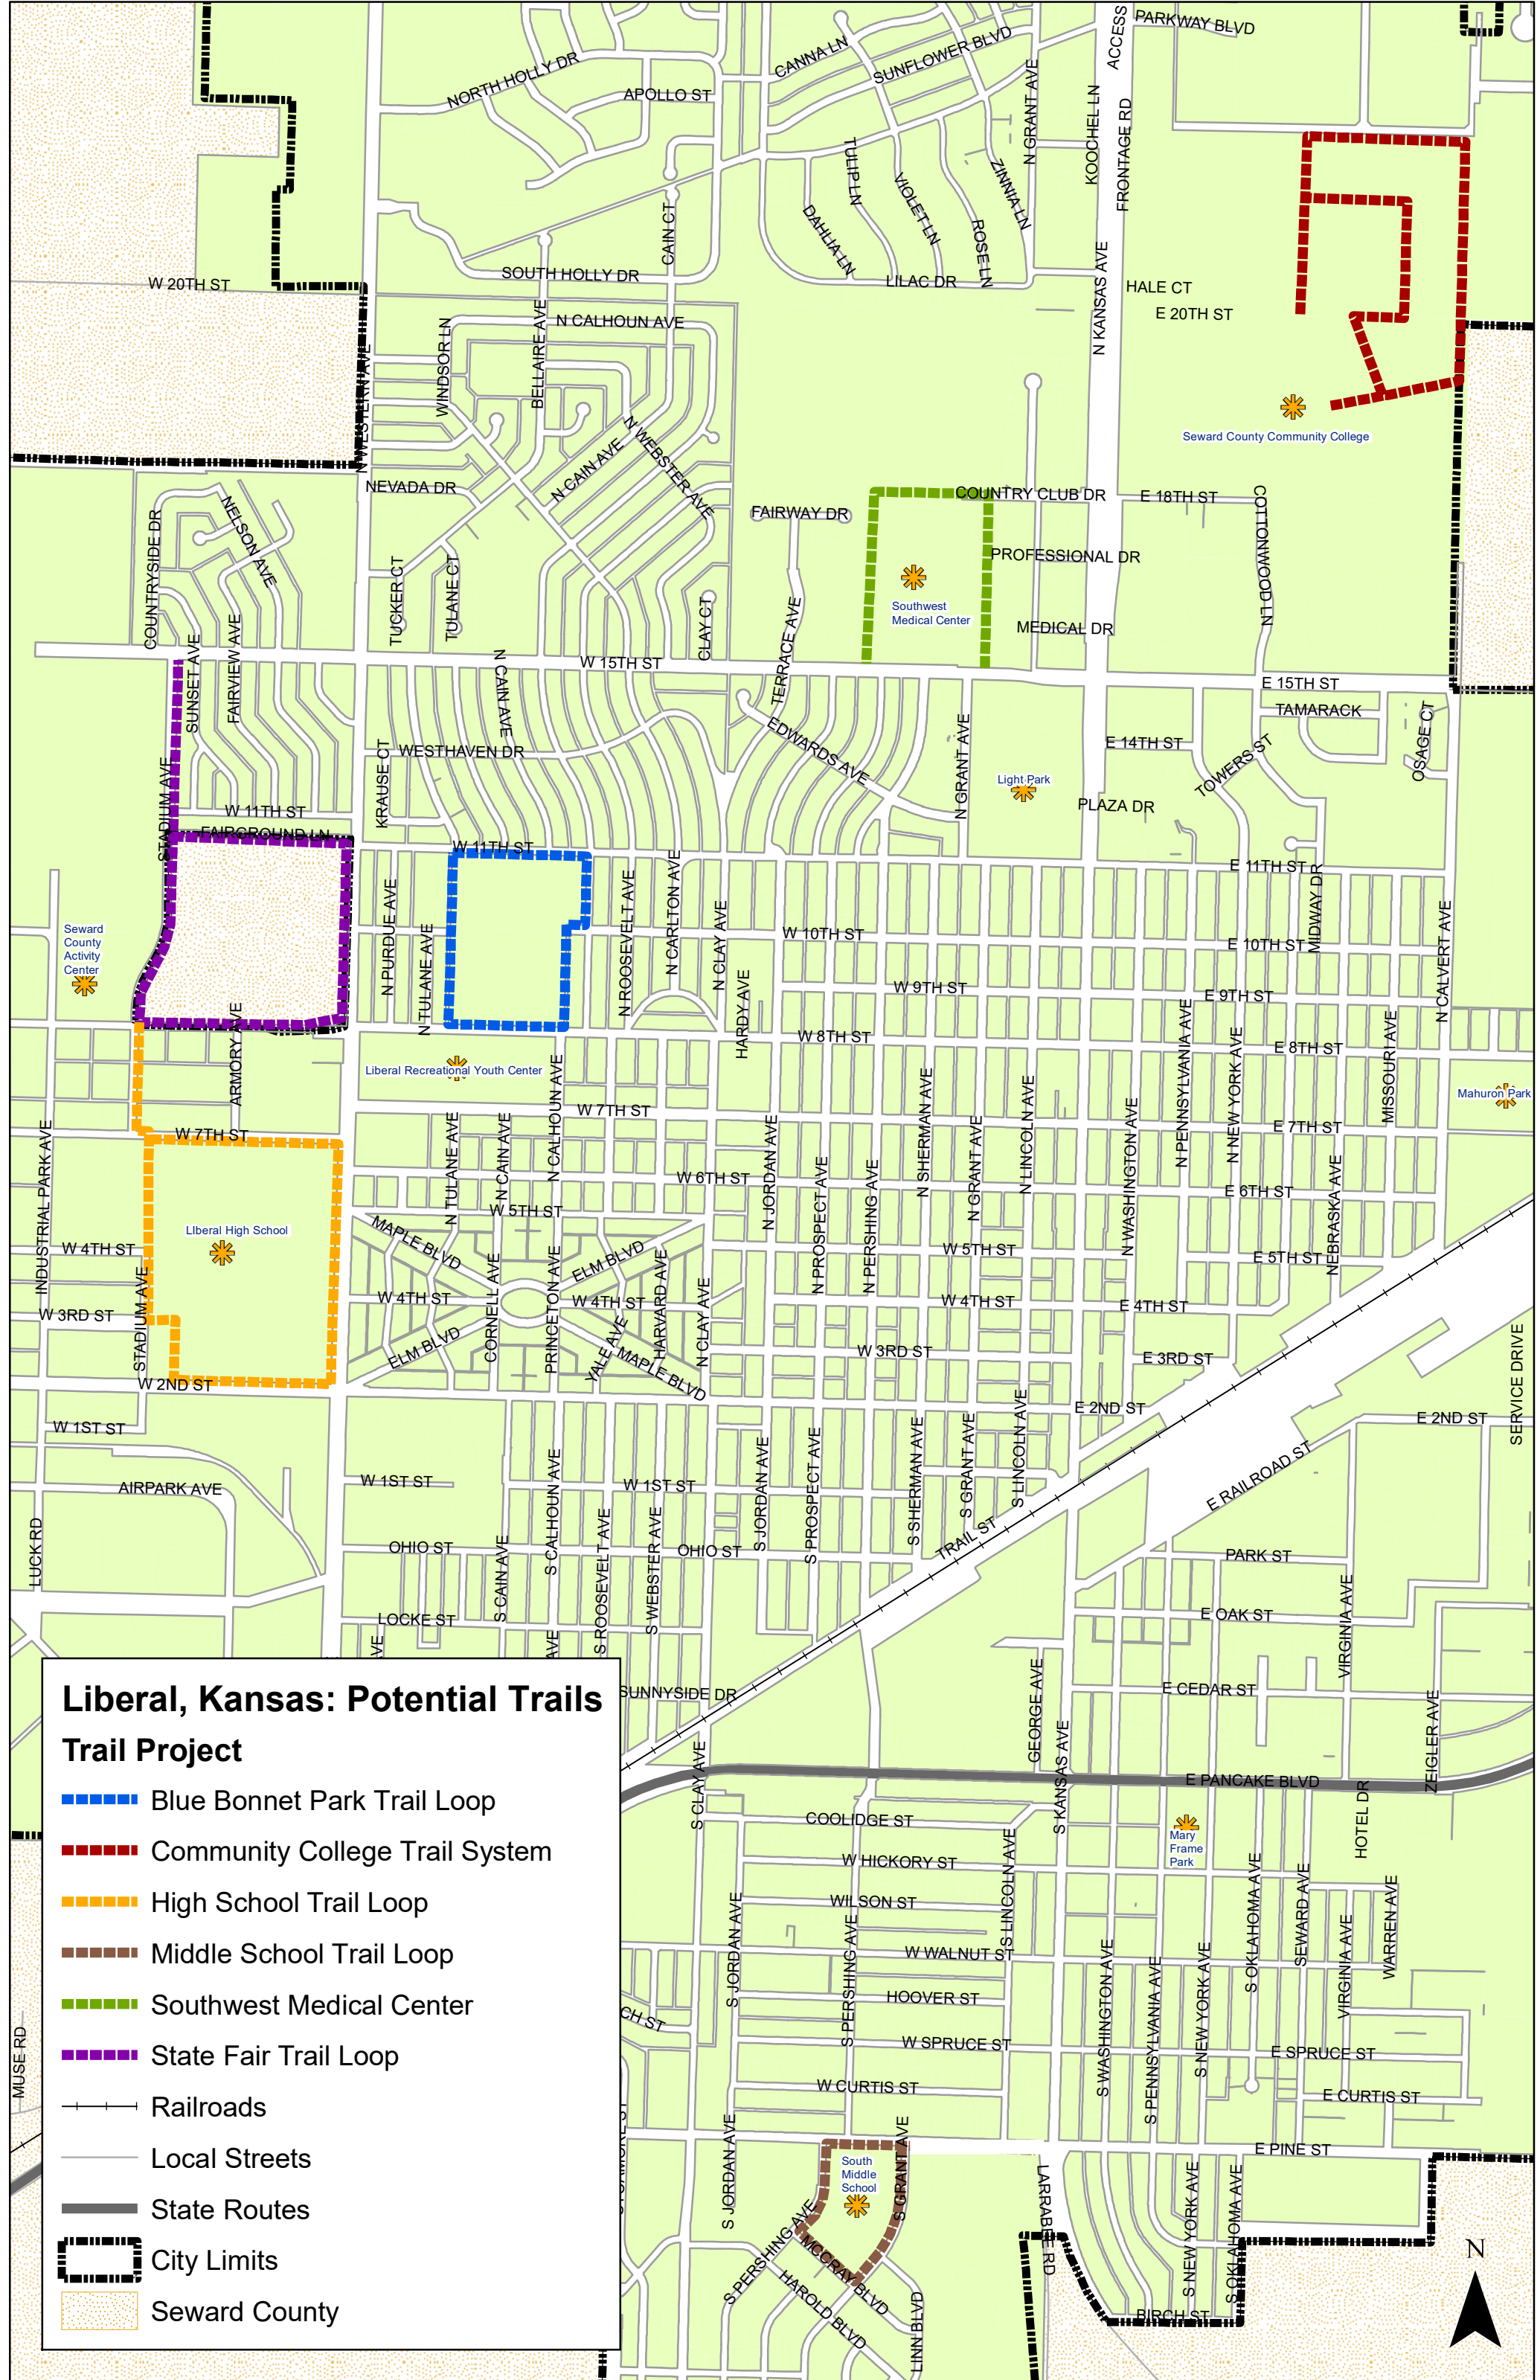 PARKWAY BLVD
ACCESS
CANNA LN
SUNFLOWER BLVD
NORTH HOLLY DR
APOLLO ST
N GRANT AVE
KOOCHEL LN
FRONTAGE RD
TULIP LN
VIOLET LN
ZINNIA LN
DAHLIA LN
ROSE LN
CAIN CT
SOUTH HOLLY DR
LILAC DR
N KANSAS AVE
HALE CT
E 20TH ST
W 20TH ST
N CALHOUN AVE
WINDSOR LN
BELLAIRE AVE
N WESTERN AVE
N CAIN AVE
N WEBSTER AVE
Seward County Community College
NEVADA DR
COUNTRY CLUB DR
E 18TH ST
FAIRWAY DR
COTTONWOOD LN
NELSON AVE
COUNTRYSIDE DR
PROFESSIONAL DR
TUCKER CT
TULANE CT
Southwest
Medical Center
MEDICAL DR
CLAY CT
TERRACE AVE
SUNSET AVE
FAIRVIEW AVE
W 15TH ST
N CAIN AVE
E 15TH ST
TAMARACK
OSAGE CT
WESTHAVEN DR
EDWARDS AVE
E 14TH ST
TOWERS ST
KRAUSE CT
N GRANT AVE
Light Park
PLAZA DR
STADIUM AVE
W 11TH ST
FAIRGROUND LN
W 11TH ST
E 11TH ST
MIDWAY DR
N PURDUE AVE
N TULANE AVE
N ROOSEVELT AVE
N CARLTON AVE
N CLAY AVE
W 10TH ST
E 10TH ST
N CALVERT AVE
Seward
County
Activity
Center
HARDY AVE
W 9TH ST
E 9TH ST
ARMORY AVE
W 8TH ST
E 8TH ST
N PENNSYLVANIA AVE
N NEW YORK AVE
MISSOURI AVE
Liberal Recreational Youth Center
N CALHOUN AVE
Mahuron Park
W 7TH ST
W 7TH ST
E 7TH ST
INDUSTRIAL PARK AVE
N TULANE AVE
N CAIN AVE
N JORDAN AVE
N PROSPECT AVE
N PERSHING AVE
N SHERMAN AVE
N GRANT AVE
N LINCOLN AVE
N WASHINGTON AVE
W 6TH ST
E 6TH ST
NEBRASKA AVE
W 5TH ST
LIberal High School
MAPLE BLVD
ELM BLVD
W 4TH ST
W 5TH ST
E 5TH ST
CORNELL AVE
PRINCETON AVE
HARVARD AVE
N CLAY AVE
W 4TH ST
W 4TH ST
W 4TH ST
E 4TH ST
W 3RD ST
STADIUM AVE
ELM BLVD
YALE AVE
MAPLE BLVD
W 3RD ST
E 3RD ST
SERVICE DRIVE
W 2ND ST
E 2ND ST
E 2ND ST
W 1ST ST
S LINCOLN AVE
S GRANT AVE
S SHERMAN AVE
S PROSPECT AVE
S JORDAN AVE
S CALHOUN AVE
AIRPARK AVE
W 1ST ST
W 1ST ST
E RAILROAD ST
LUCK RD
S CAIN AVE
S ROOSEVELT AVE
S WEBSTER AVE
TRAIL ST
OHIO ST
OHIO ST
PARK ST
LOCKE ST
E OAK ST
VIRGINIA AVE
AVE
AVE
SUNNYSIDE DR
GEORGE AVE
E CEDAR ST
ZEIGLER AVE
S CLAY AVE
S KANSAS AVE
E PANCAKE BLVD
HOTEL DR
COOLIDGE ST
Mary
Frame
Park
W HICKORY ST
S LINCOLN AVE
S JORDAN AVE
WILSON ST
S OKLAHOMA AVE
SEWARD AVE
WARREN AVE
S PERSHING AVE
W WALNUT ST
S WASHINGTON AVE
S PENNSYLVANIA AVE
S NEW YORK AVE
VIRGINIA AVE
HOOVER ST
CH ST
W SPRUCE ST
E SPRUCE ST
MUSE RD
W CURTIS ST
E CURTIS ST
S JORDAN AVE
S GRANT AVE
E PINE ST
South
Middle
School
LARRABEE RD
S NEW YORK AVE
S OKLAHOMA AVE
S PERSHING AVE
MCCRAY BLVD
HAROLD BLVD
LINN BLVD
BIRCH ST
N
Liberal, Kansas: Potential Trails
Trail Project
Blue Bonnet Park Trail Loop
Community College Trail System
High School Trail Loop
Middle School Trail Loop
Southwest Medical Center
State Fair Trail Loop
Railroads
Local Streets
State Routes
City Limits
Seward County